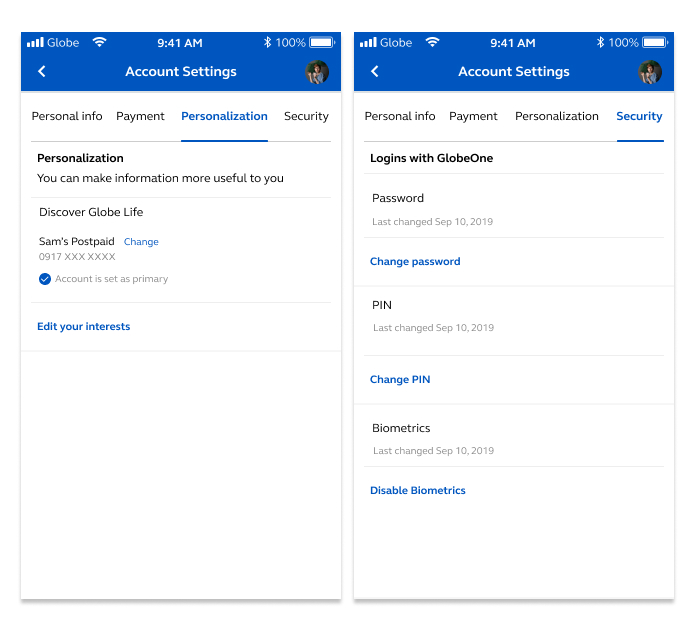 Globe 9:41 AM 100%
Account Settings
Personal info Payment Personalization Security
Personalization
You can make information more useful to you
Discover Globe Life
Sam's Postpaid Change
0917 XXX XXXX
Account is set as primary
Edit your interests
Globe 9:41 AM 100%
Account Settings
Personal info Payment Personalization Security
Logins with GlobeOne
Password
Last changed Sep 10, 2019
Change password
PIN
Last changed Sep 10, 2019
Change PIN
Biometrics
Last changed Sep 10, 2019
Disable Biometrics